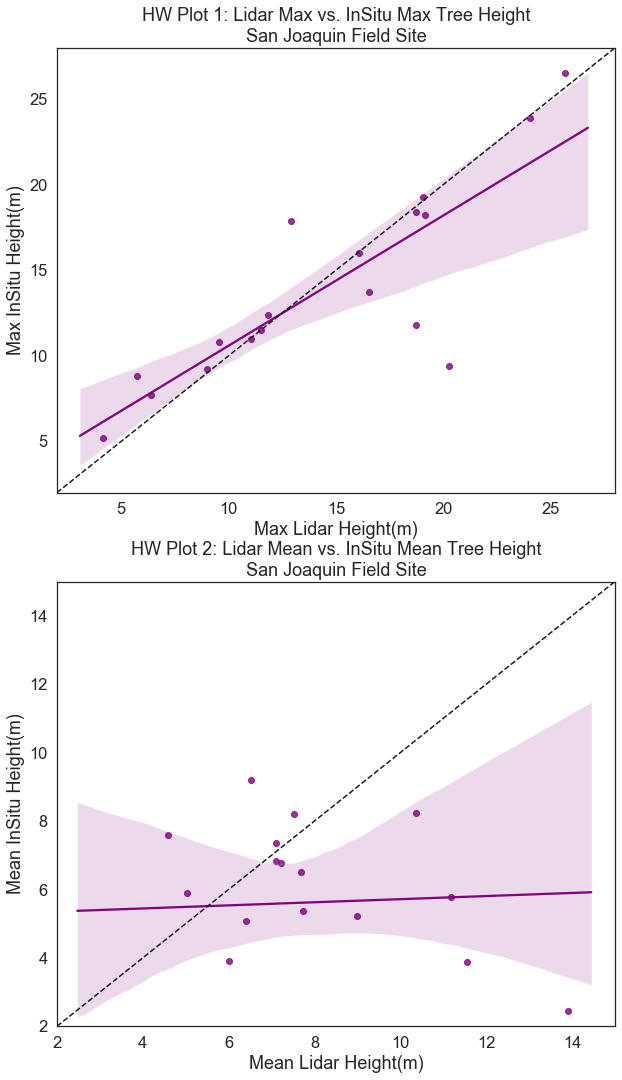 HW Plot 1: Lidar Max vs. InSitu Max Tree Height
San Joaquin Field Site
25
20
15
10
5
Max InSitu Height(m)
5 10 15 20 25
Max Lidar Height(m)
HW Plot 2: Lidar Mean vs. InSitu Mean Tree Height
San Joaquin Field Site
14
12
10
8
6
4
2
Mean InSitu Height(m)
2 4 6 8 10 12 14
Mean Lidar Height(m)